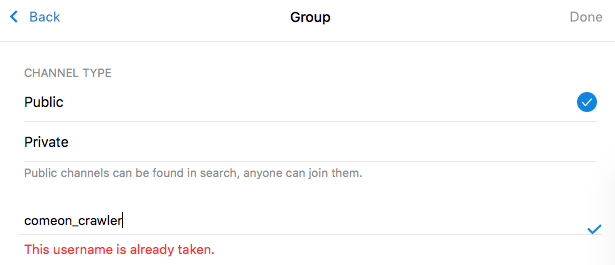 Back Group Done
CHANNEL TYPE
Public
Private
Public channels can be found in search, anyone can join them.
comeon_crawler
This username is already taken.